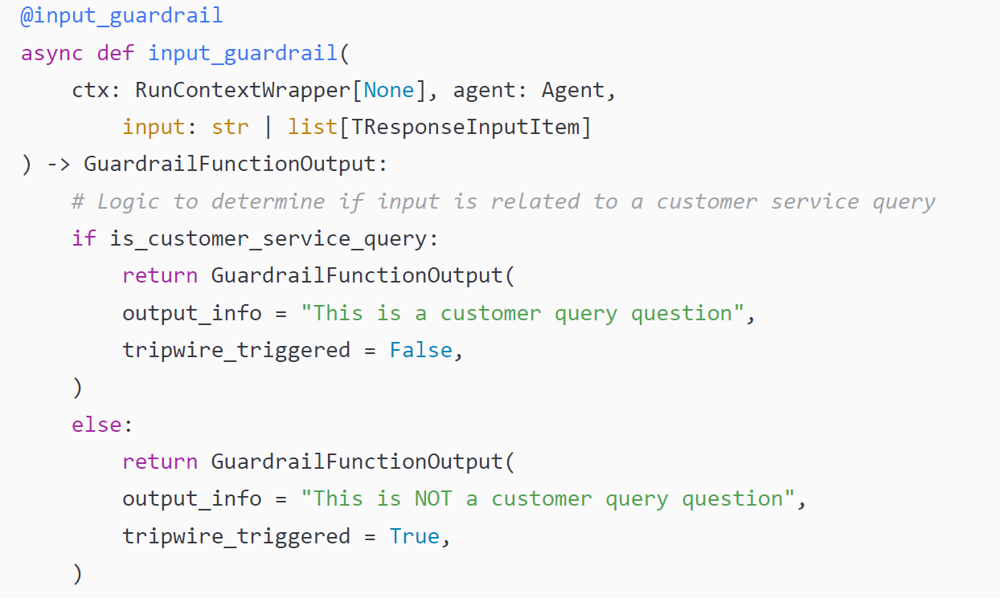 @input_guardrail
async def input_guardrail(
    ctx: RunContextWrapper[None], agent: Agent,
        input: str | list[TResponseInputItem]
) -> GuardrailFunctionOutput:
    # Logic to determine if input is related to a customer service query
    if is_customer_service_query:
        return GuardrailFunctionOutput(
        output_info = "This is a customer query question",
        tripwire_triggered = False,
    )
    else:
        return GuardrailFunctionOutput(
        output_info = "This is NOT a customer query question",
        tripwire_triggered = True,
    )